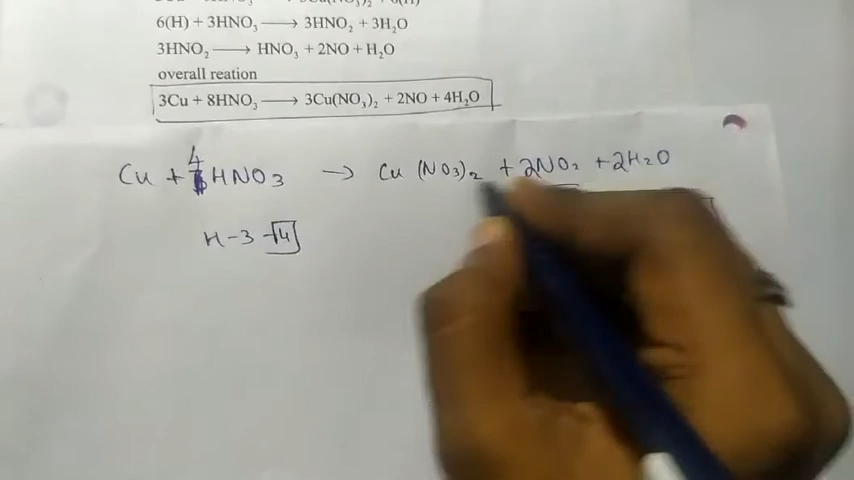 6(H) + 3HNO₃ ⟶ 3HNO₂ + 3H₂O
3HNO₂ ⟶ HNO₃ + 2NO + H₂O
overall reation
3Cu + 8HNO₃ ⟶ 3Cu(NO₃)₂ + 2NO + 4H₂O
Cu + 4HNO₃ → Cu (NO₃)₂ + 2NO₂ + 2H₂O
H - 3 - 4